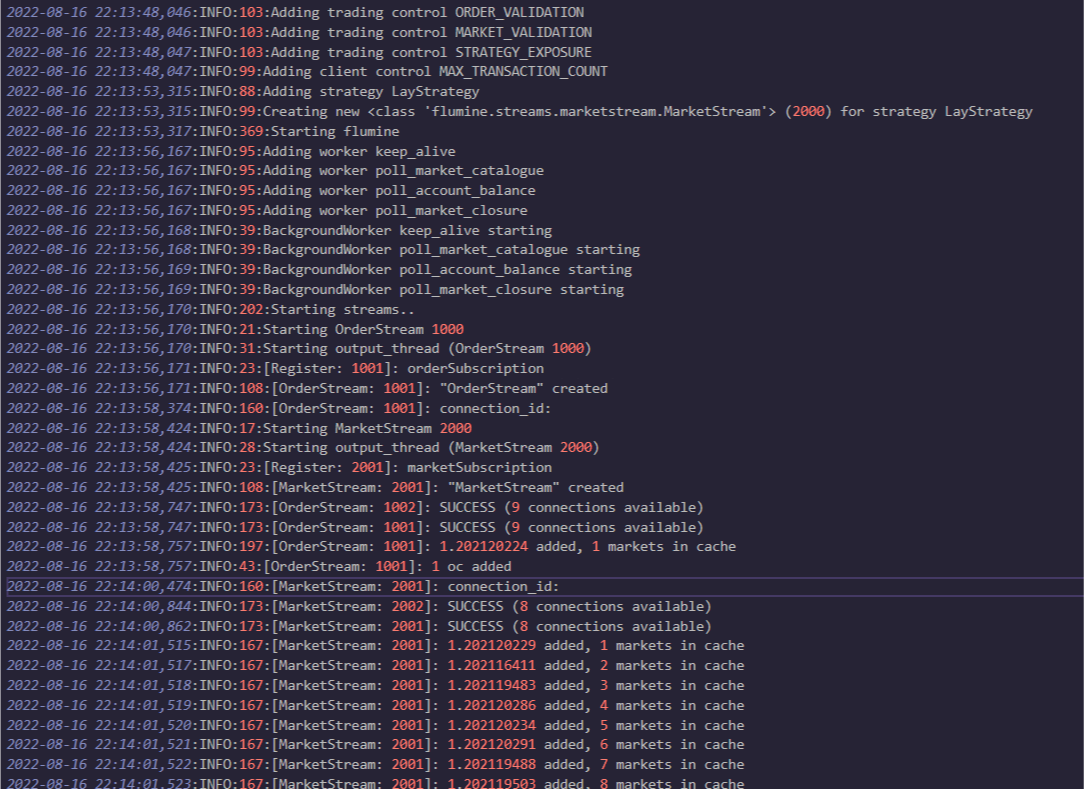 2022-08-16 22:13:48,046:INFO:103:Adding trading control ORDER_VALIDATION
2022-08-16 22:13:48,046:INFO:103:Adding trading control MARKET_VALIDATION
2022-08-16 22:13:48,047:INFO:103:Adding trading control STRATEGY_EXPOSURE
2022-08-16 22:13:48,047:INFO:99:Adding client control MAX_TRANSACTION_COUNT
2022-08-16 22:13:53,315:INFO:88:Adding strategy LayStrategy
2022-08-16 22:13:53,315:INFO:99:Creating new <class 'flumine.streams.marketstream.MarketStream'> (2000) for strategy LayStrategy
2022-08-16 22:13:53,317:INFO:369:Starting flumine
2022-08-16 22:13:56,167:INFO:95:Adding worker keep_alive
2022-08-16 22:13:56,167:INFO:95:Adding worker poll_market_catalogue
2022-08-16 22:13:56,167:INFO:95:Adding worker poll_account_balance
2022-08-16 22:13:56,167:INFO:95:Adding worker poll_market_closure
2022-08-16 22:13:56,168:INFO:39:BackgroundWorker keep_alive starting
2022-08-16 22:13:56,168:INFO:39:BackgroundWorker poll_market_catalogue starting
2022-08-16 22:13:56,169:INFO:39:BackgroundWorker poll_account_balance starting
2022-08-16 22:13:56,169:INFO:39:BackgroundWorker poll_market_closure starting
2022-08-16 22:13:56,170:INFO:202:Starting streams..
2022-08-16 22:13:56,170:INFO:21:Starting OrderStream 1000
2022-08-16 22:13:56,170:INFO:31:Starting output_thread (OrderStream 1000)
2022-08-16 22:13:56,171:INFO:23:[Register: 1001]: orderSubscription
2022-08-16 22:13:56,171:INFO:108:[OrderStream: 1001]: "OrderStream" created
2022-08-16 22:13:58,374:INFO:160:[OrderStream: 1001]: connection_id:
2022-08-16 22:13:58,424:INFO:17:Starting MarketStream 2000
2022-08-16 22:13:58,424:INFO:28:Starting output_thread (MarketStream 2000)
2022-08-16 22:13:58,425:INFO:23:[Register: 2001]: marketSubscription
2022-08-16 22:13:58,425:INFO:108:[MarketStream: 2001]: "MarketStream" created
2022-08-16 22:13:58,747:INFO:173:[OrderStream: 1002]: SUCCESS (9 connections available)
2022-08-16 22:13:58,747:INFO:173:[OrderStream: 1001]: SUCCESS (9 connections available)
2022-08-16 22:13:58,757:INFO:197:[OrderStream: 1001]: 1.202120224 added, 1 markets in cache
2022-08-16 22:13:58,757:INFO:43:[OrderStream: 1001]: 1 oc added
2022-08-16 22:14:00,474:INFO:160:[MarketStream: 2001]: connection_id:
2022-08-16 22:14:00,844:INFO:173:[MarketStream: 2002]: SUCCESS (8 connections available)
2022-08-16 22:14:00,862:INFO:173:[MarketStream: 2001]: SUCCESS (8 connections available)
2022-08-16 22:14:01,515:INFO:167:[MarketStream: 2001]: 1.202120229 added, 1 markets in cache
2022-08-16 22:14:01,517:INFO:167:[MarketStream: 2001]: 1.202116411 added, 2 markets in cache
2022-08-16 22:14:01,518:INFO:167:[MarketStream: 2001]: 1.202119483 added, 3 markets in cache
2022-08-16 22:14:01,519:INFO:167:[MarketStream: 2001]: 1.202120286 added, 4 markets in cache
2022-08-16 22:14:01,520:INFO:167:[MarketStream: 2001]: 1.202120234 added, 5 markets in cache
2022-08-16 22:14:01,521:INFO:167:[MarketStream: 2001]: 1.202120291 added, 6 markets in cache
2022-08-16 22:14:01,522:INFO:167:[MarketStream: 2001]: 1.202119488 added, 7 markets in cache
2022-08-16 22:14:01,523:INFO:167:[MarketStream: 2001]: 1.202119503 added, 8 markets in cache